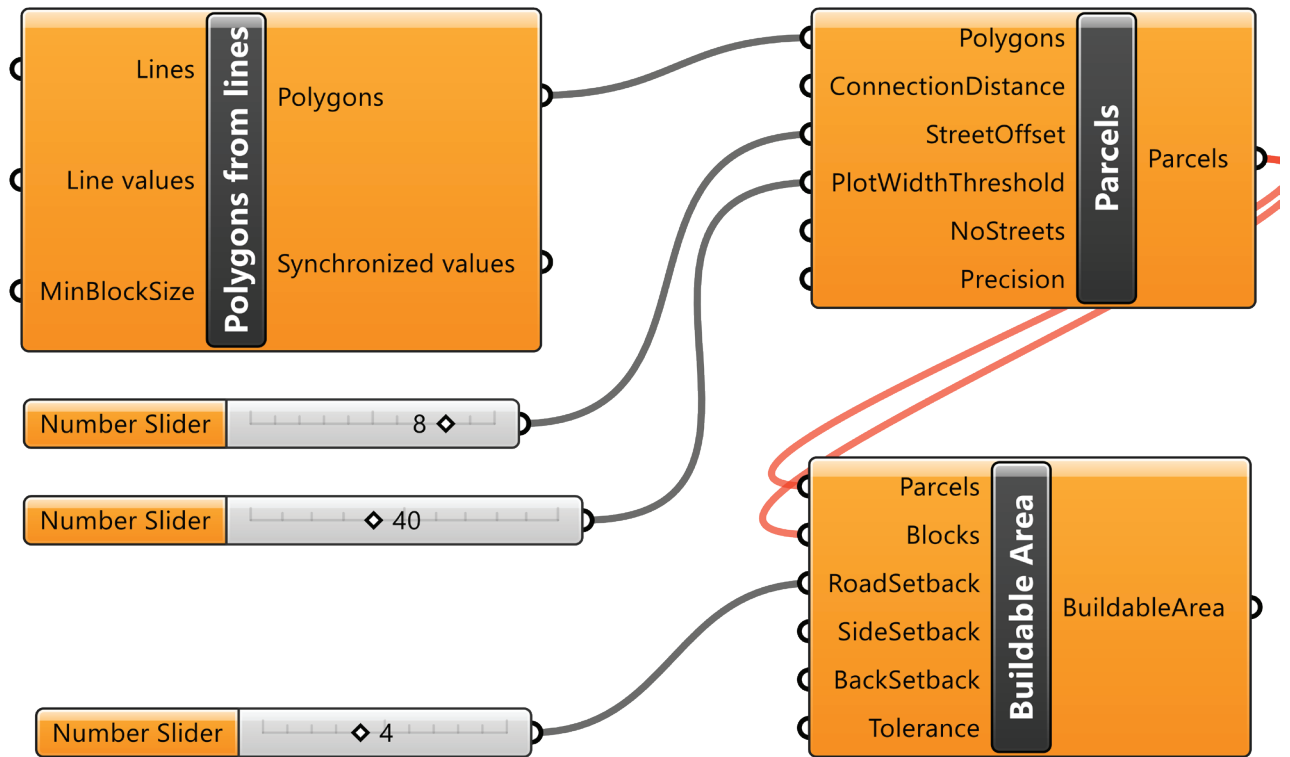 Lines
Line values
MinBlockSize
Polygons from lines
Polygons
Synchronized values
Polygons
ConnectionDistance
StreetOffset
PlotWidthThreshold
NoStreets
Precision
Parcels
Parcels
Number Slider
8
Number Slider
40
Number Slider
4
Parcels
Blocks
RoadSetback
SideSetback
BackSetback
Tolerance
Buildable Area
BuildableArea